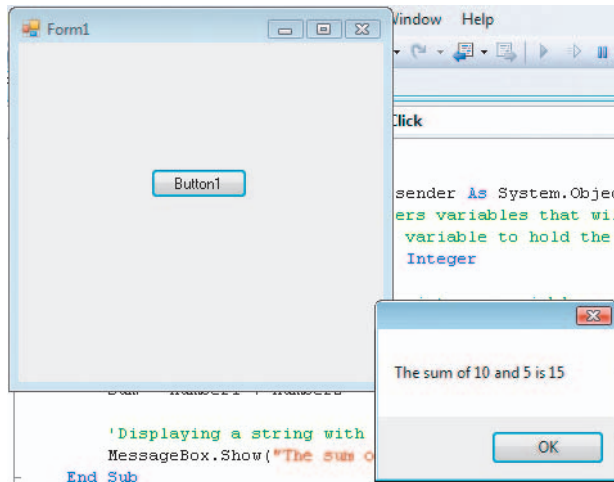 Form1
Window Help
Click
Button1
sender As System.Objec
ers variables that wi
variable to hold the
Integer
The sum of 10 and 5 is 15
OK
'Displaying a string with
MessageBox.Show("The sum o
End Sub